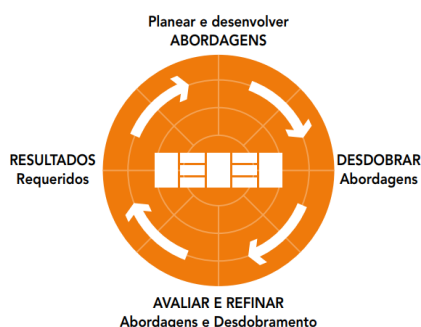 Planear e desenvolver
ABORDAGENS
RESULTADOS
Requeridos
DESDOBRAR
Abordagens
AVALIAR E REFINAR
Abordagens e Desdobramento